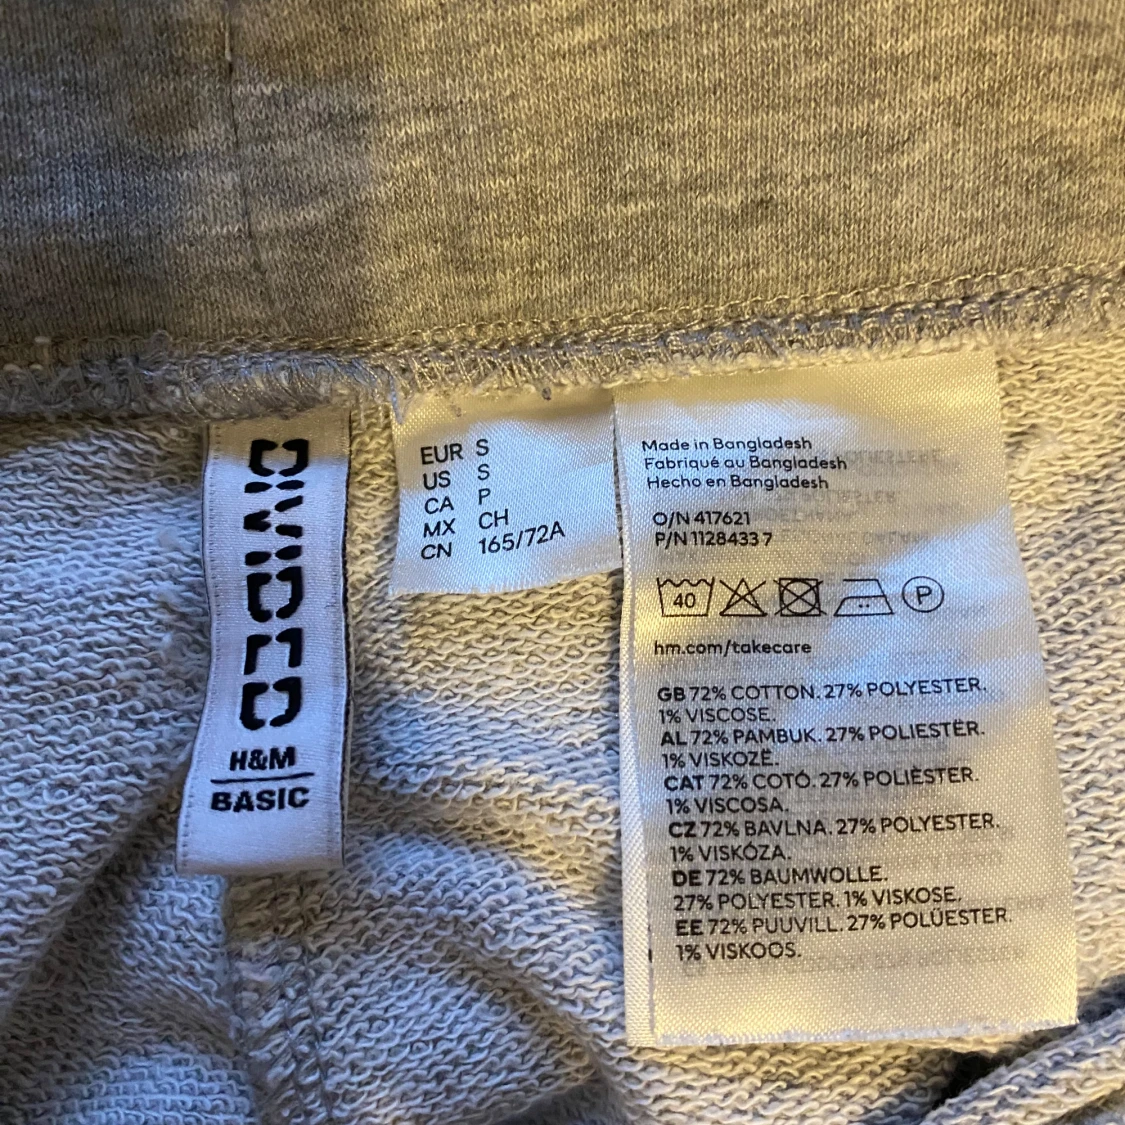 DIVIDED
H&M
BASIC
EUR S
US S
CA P
MX CH
CN 165/72A
Made in Bangladesh
Fabriqué au Bangladesh
Hecho en Bangladesh
O/N 417621
P/N 1128433 7
40
P
hm.com/takecare
GB 72% COTTON. 27% POLYESTER.
1% VISCOSE.
AL 72% PAMBUK. 27% POLIESTËR.
1% VISKOZË.
CAT 72% COTÓ. 27% POLIÈSTER.
1% VISCOSA.
CZ 72% BAVLNA. 27% POLYESTER.
1% VISKÓZA.
DE 72% BAUMWOLLE.
27% POLYESTER. 1% VISKOSE.
EE 72% PUUVILL. 27% POLÜESTER.
1% VISKOOS.